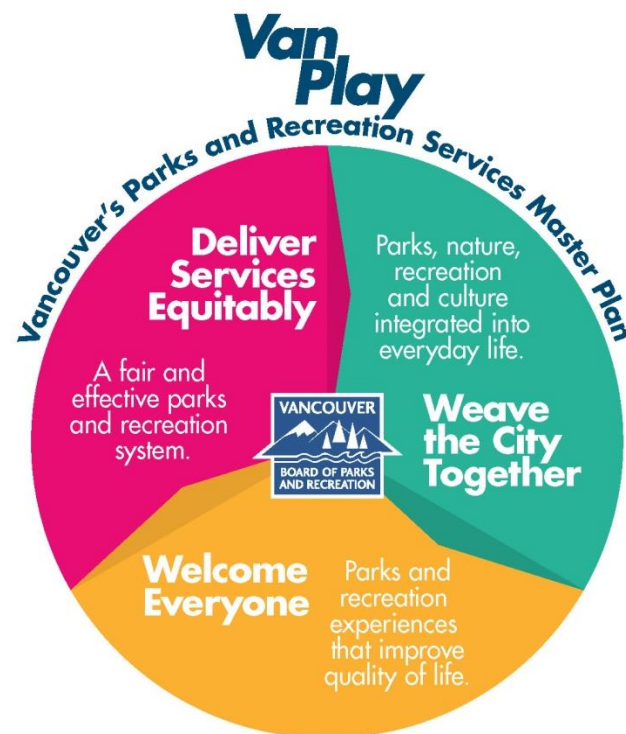 Van
Play
Vancouver's Parks and Recreation Services Master Plan
Deliver
Services
Equitably
A fair and
effective parks
and recreation
system.
Parks, nature,
recreation
and culture
integrated into
everyday life.
Weave
the City
Together
VANCOUVER
BOARD OF PARKS
AND RECREATION
Welcome
Everyone
Parks and
recreation
experiences
that improve
quality of life.